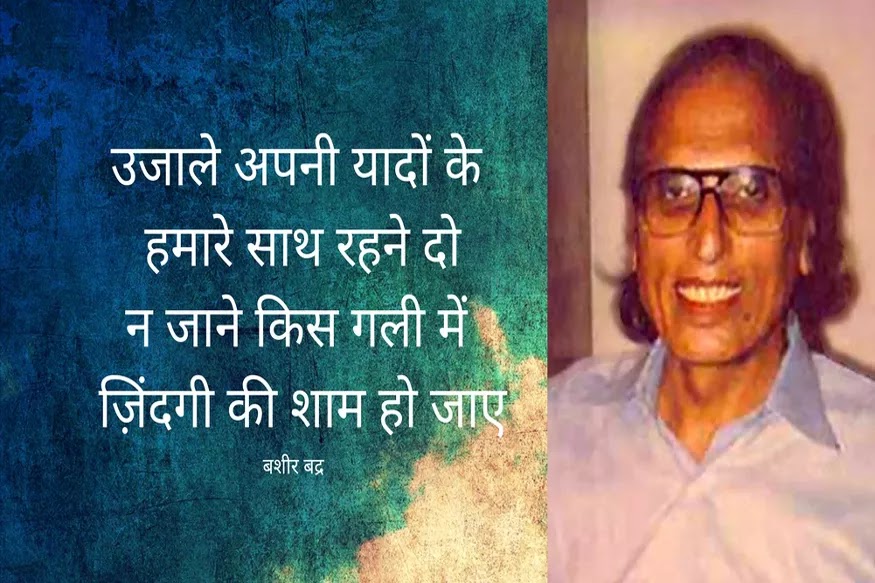 उजाले अपनी यादों के
हमारे साथ रहने दो
न जाने किस गली में
ज़िंदगी की शाम हो जाए
बशीर बद्र